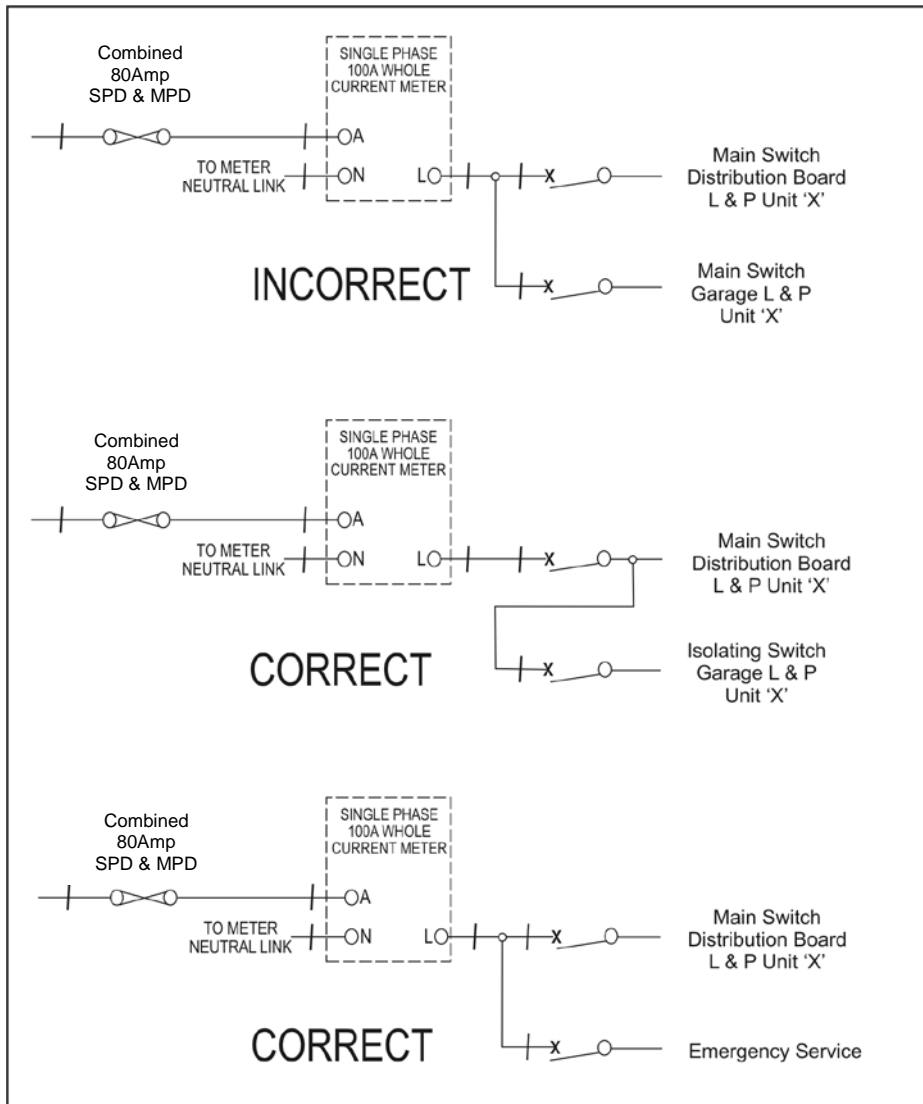 Combined
80Amp
SPD & MPD
SINGLE PHASE
100A WHOLE
CURRENT METER
A
TO METER
NEUTRAL LINK
N
L
Main Switch
Distribution Board
L & P Unit 'X'
INCORRECT
Main Switch
Garage L & P
Unit 'X'
Combined
80Amp
SPD & MPD
SINGLE PHASE
100A WHOLE
CURRENT METER
A
TO METER
NEUTRAL LINK
N
L
Main Switch
Distribution Board
L & P Unit 'X'
CORRECT
Isolating Switch
Garage L & P
Unit 'X'
Combined
80Amp
SPD & MPD
SINGLE PHASE
100A WHOLE
CURRENT METER
A
TO METER
NEUTRAL LINK
N
L
Main Switch
Distribution Board
L & P Unit 'X'
CORRECT
Emergency Service